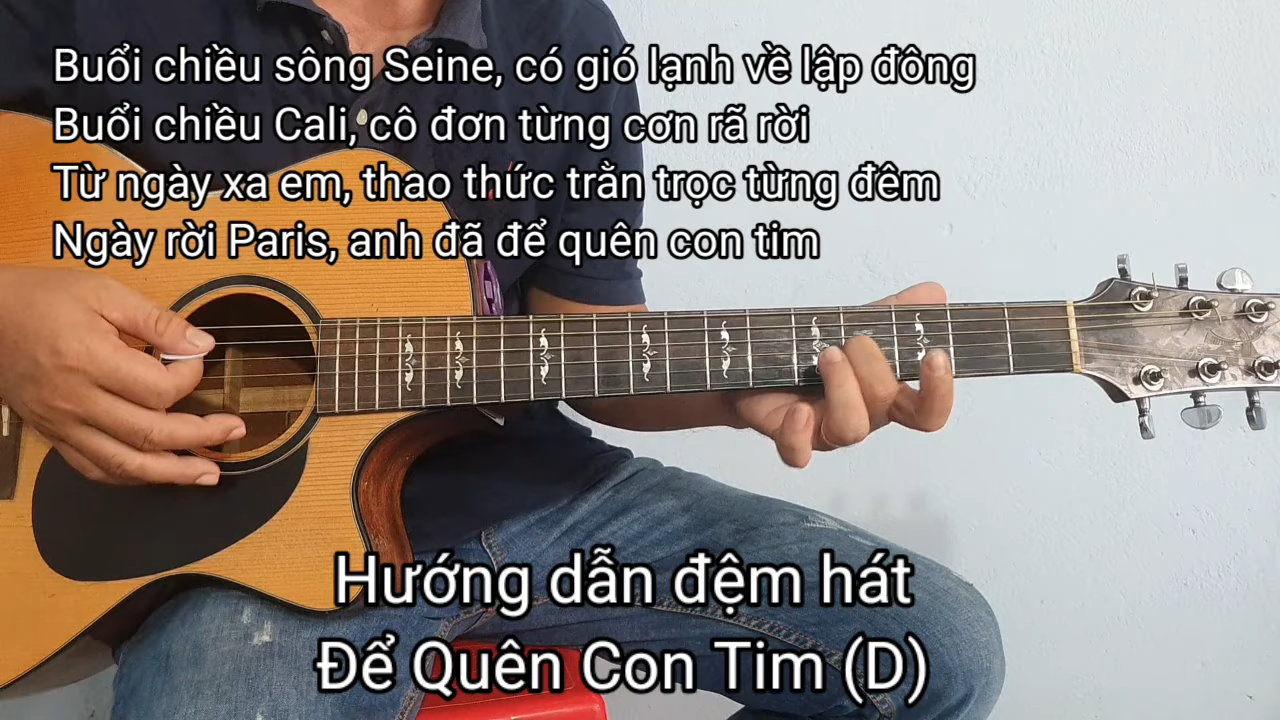 Buổi chiều sông Seine, có gió lạnh về lập đông
Buổi chiều Cali, cô đơn từng cơn rã rời
Từ ngày xa em, thao thức trằn trọc từng đêm
Ngày rời Paris, anh đã để quên con tim
Hướng dẫn đệm hát
Để Quên Con Tim (D)